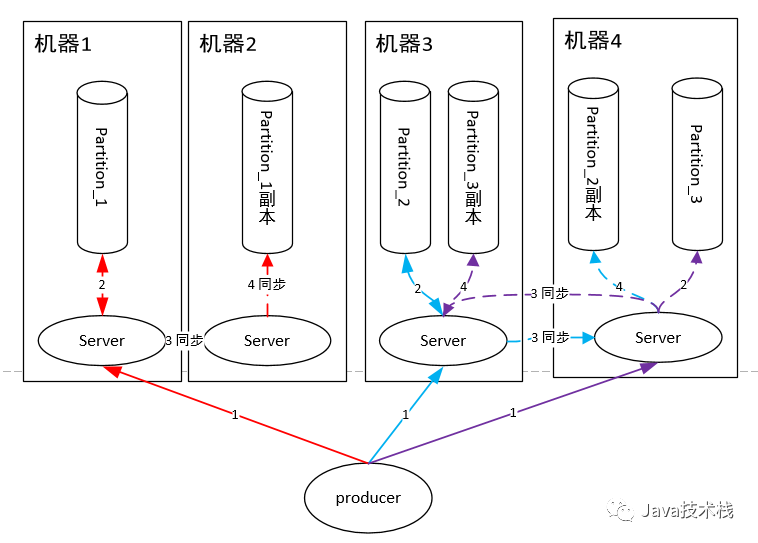 机器1
机器2
机器3
机器4
Partition_1
Partition_1副本
Partition_2
Partition_3副本
Partition_2副本
Partition_3
2
4 同步
2
4
3 同步
4
2
Server
3 同步
Server
Server
3 同步
Server
1
1
1
producer
Java技术栈